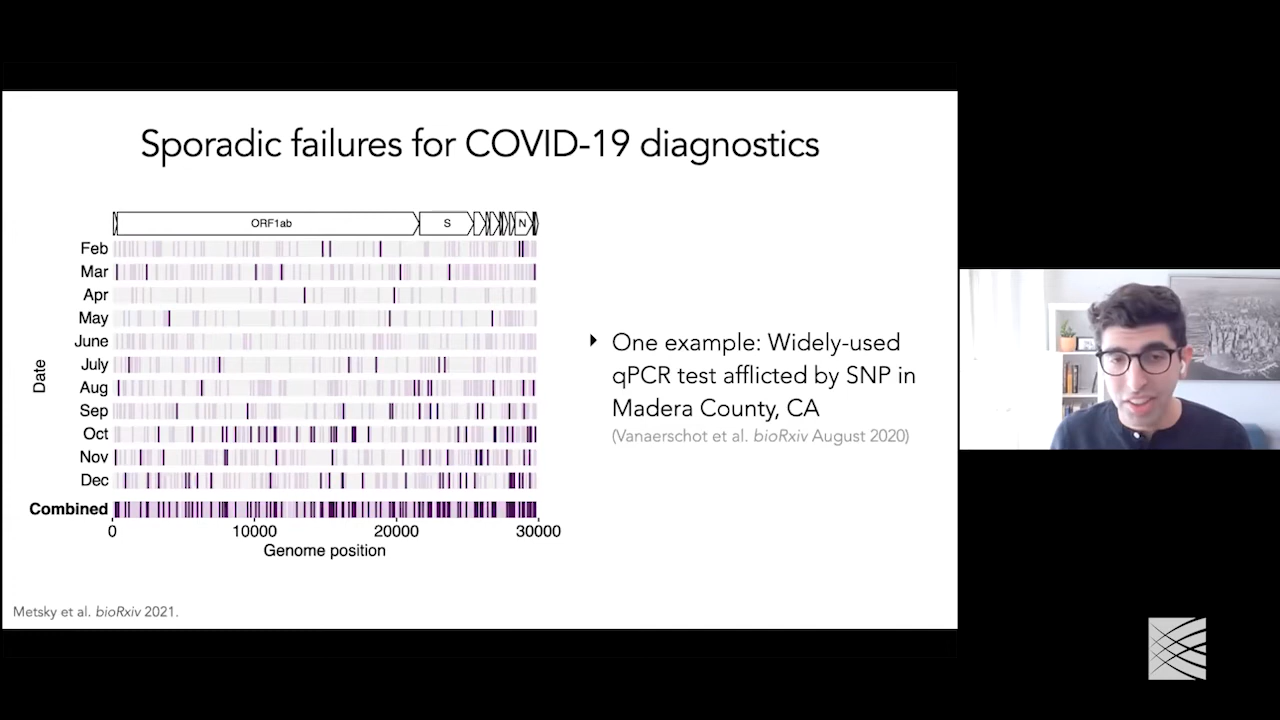 Sporadic failures for COVID-19 diagnostics
ORF1ab
S
N
Date
Feb
Mar
Apr
May
June
July
Aug
Sep
Oct
Nov
Dec
Combined
0
10000
20000
30000
Genome position
One example: Widely-used
qPCR test afflicted by SNP in
Madera County, CA
(Vanaerschot et al. bioRxiv August 2020)
Metsky et al. bioRxiv 2021.